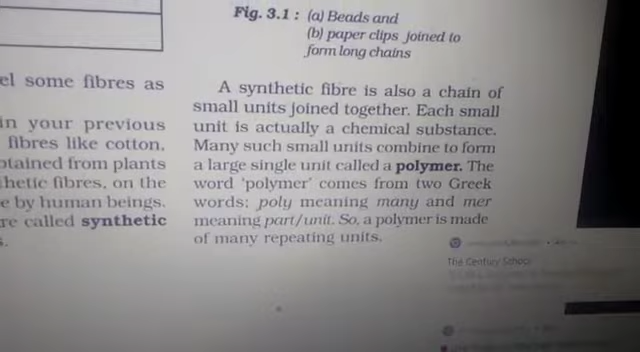 Fig. 3.1 : (a) Beads and
(b) paper clips joined to
form long chains
el some fibres as
in your previous
fibres like cotton.
otained from plants
hetic fibres, on the
e by human beings.
re called synthetic
s.
A synthetic fibre is also a chain of
small units joined together. Each small
unit is actually a chemical substance.
Many such small units combine to form
a large single unit called a polymer. The
word 'polymer' comes from two Greek
words; poly meaning many and mer
meaning part/unit. So, a polymer is made
of many repeating units.
The Century School